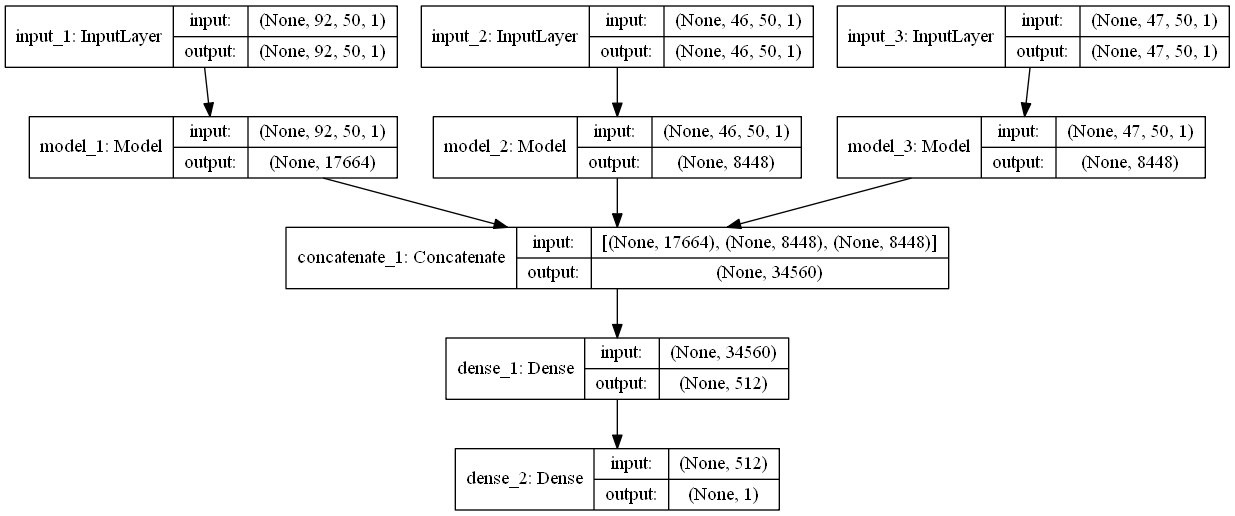 input_1: InputLayer
input: (None, 92, 50, 1)
output: (None, 92, 50, 1)
input_2: InputLayer
input: (None, 46, 50, 1)
output: (None, 46, 50, 1)
input_3: InputLayer
input: (None, 47, 50, 1)
output: (None, 47, 50, 1)
model_1: Model
input: (None, 92, 50, 1)
output: (None, 17664)
model_2: Model
input: (None, 46, 50, 1)
output: (None, 8448)
model_3: Model
input: (None, 47, 50, 1)
output: (None, 8448)
concatenate_1: Concatenate
input: [(None, 17664), (None, 8448), (None, 8448)]
output: (None, 34560)
dense_1: Dense
input: (None, 34560)
output: (None, 512)
dense_2: Dense
input: (None, 512)
output: (None, 1)